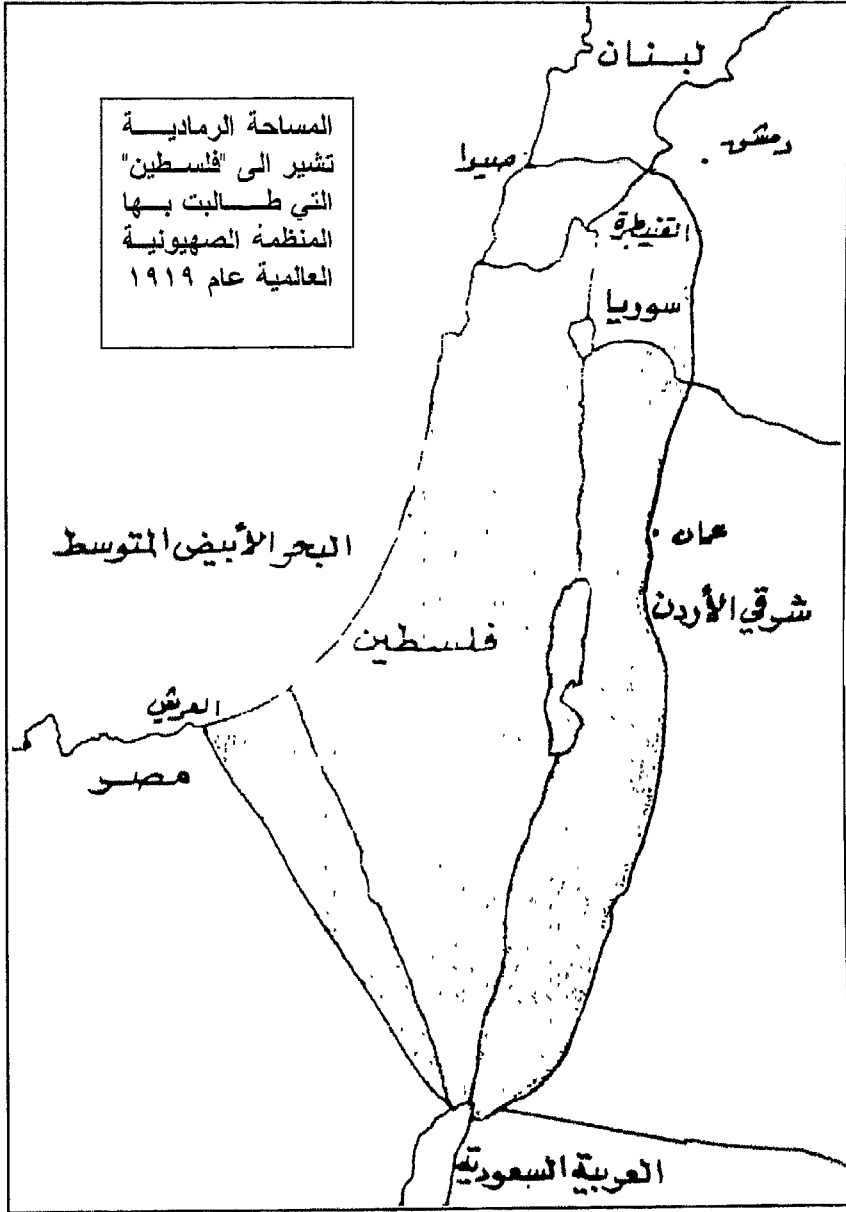 لبنان
المساحة الرمادية
تشير الى "فلسطين"
التي طالبت بها
المنظمة الصهيونية
العالمية عام ١٩١٩
دمشق
صيدا
القنيطرة
سوريا
البحر الأبيض المتوسط
عمان
شرقي الأردن
فلسطين
العريش
مصر
العربية السعودية